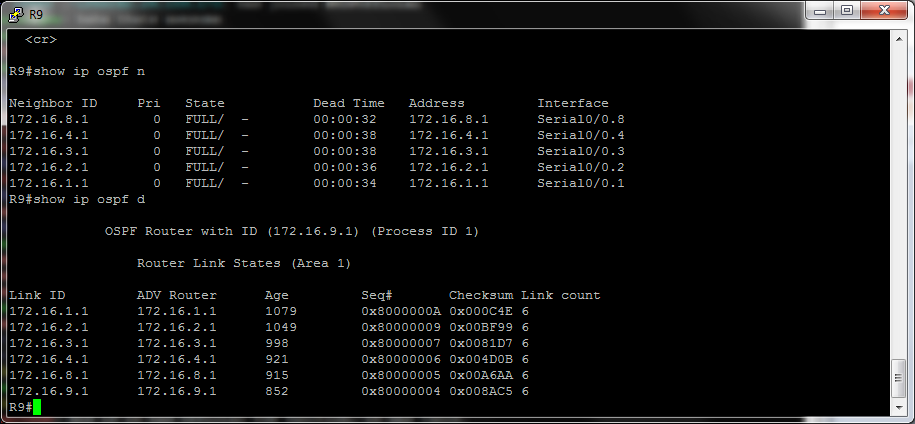 R9
<cr>
R9#show ip ospf n
Neighbor ID Pri State Dead Time Address Interface
172.16.8.1 0 FULL/ - 00:00:32 172.16.8.1 Serial0/0.8
172.16.4.1 0 FULL/ - 00:00:38 172.16.4.1 Serial0/0.4
172.16.3.1 0 FULL/ - 00:00:38 172.16.3.1 Serial0/0.3
172.16.2.1 0 FULL/ - 00:00:36 172.16.2.1 Serial0/0.2
172.16.1.1 0 FULL/ - 00:00:34 172.16.1.1 Serial0/0.1
R9#show ip ospf d
OSPF Router with ID (172.16.9.1) (Process ID 1)
Router Link States (Area 1)
Link ID ADV Router Age Seq# Checksum Link count
172.16.1.1 172.16.1.1 1079 0x8000000A 0x000C4E 6
172.16.2.1 172.16.2.1 1049 0x80000009 0x00BF99 6
172.16.3.1 172.16.3.1 998 0x80000007 0x0081D7 6
172.16.4.1 172.16.4.1 921 0x80000006 0x004D0B 6
172.16.8.1 172.16.8.1 915 0x80000005 0x00A6AA 6
172.16.9.1 172.16.9.1 852 0x80000004 0x008AC5 6
R9#